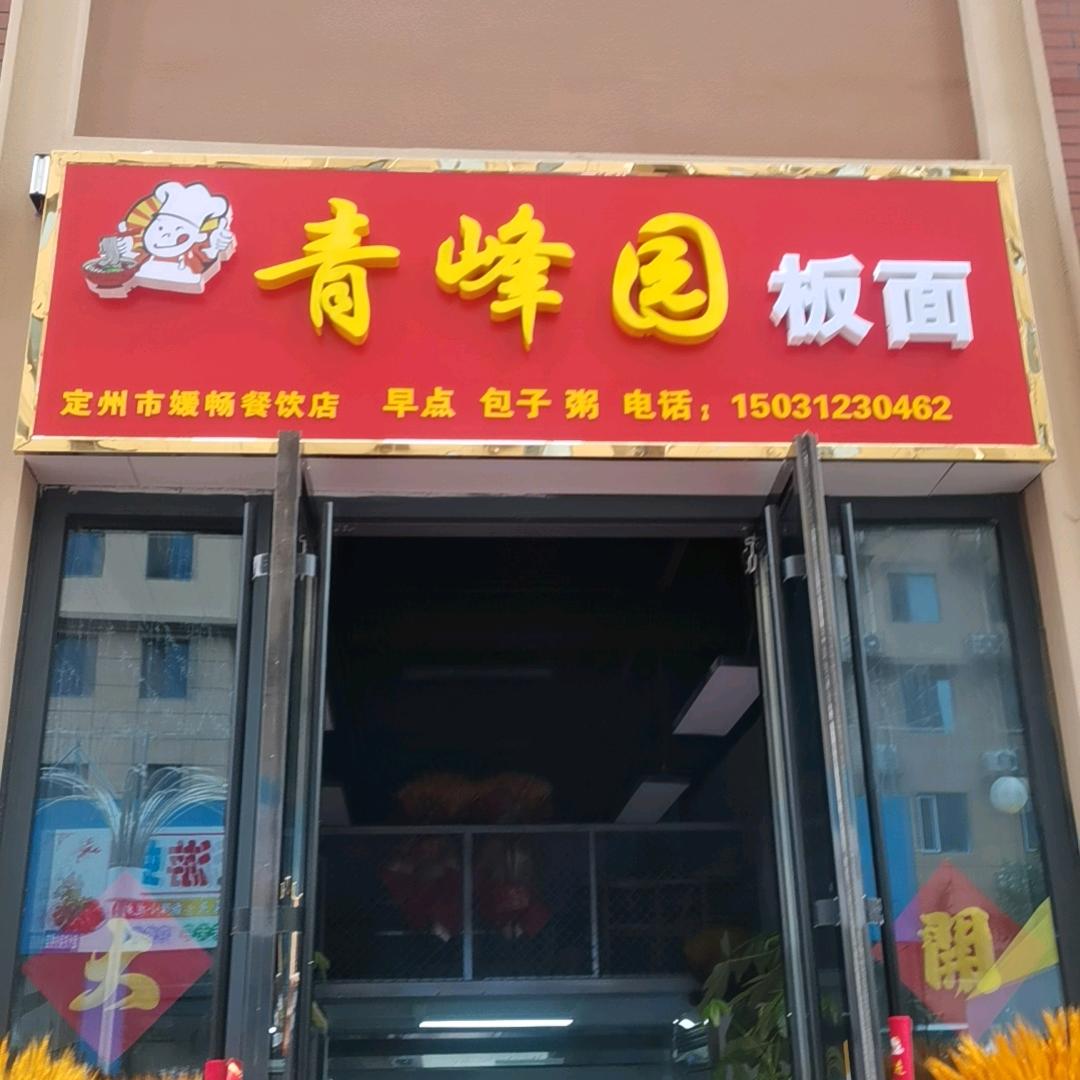 青峰园 板面
定州市媛畅餐饮店 早点 包子 粥 电话：15031230462
大
開